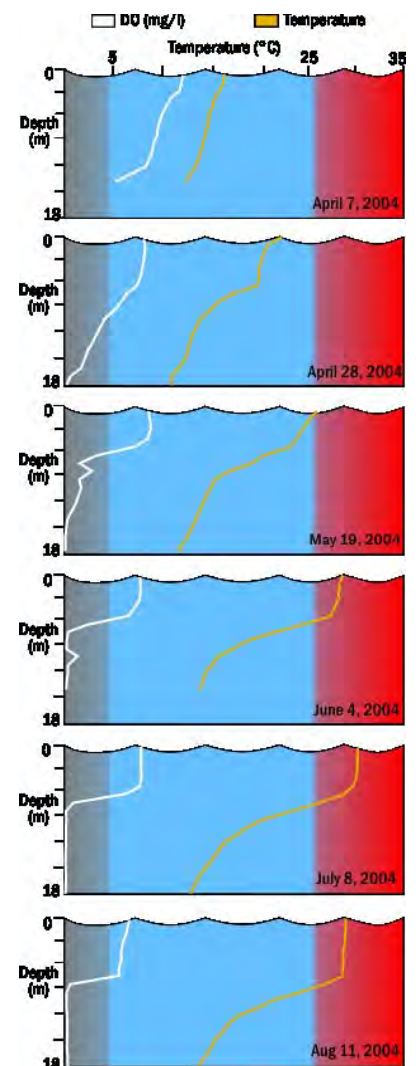 DO (mg/l) Temperature
Temperature (°C)
5 25 35
0
Depth
(m)
18
April 7, 2004
0
Depth
(m)
18
April 28, 2004
0
Depth
(m)
18
May 19, 2004
0
Depth
(m)
18
June 4, 2004
0
Depth
(m)
18
July 8, 2004
0
Depth
(m)
18
Aug 11, 2004